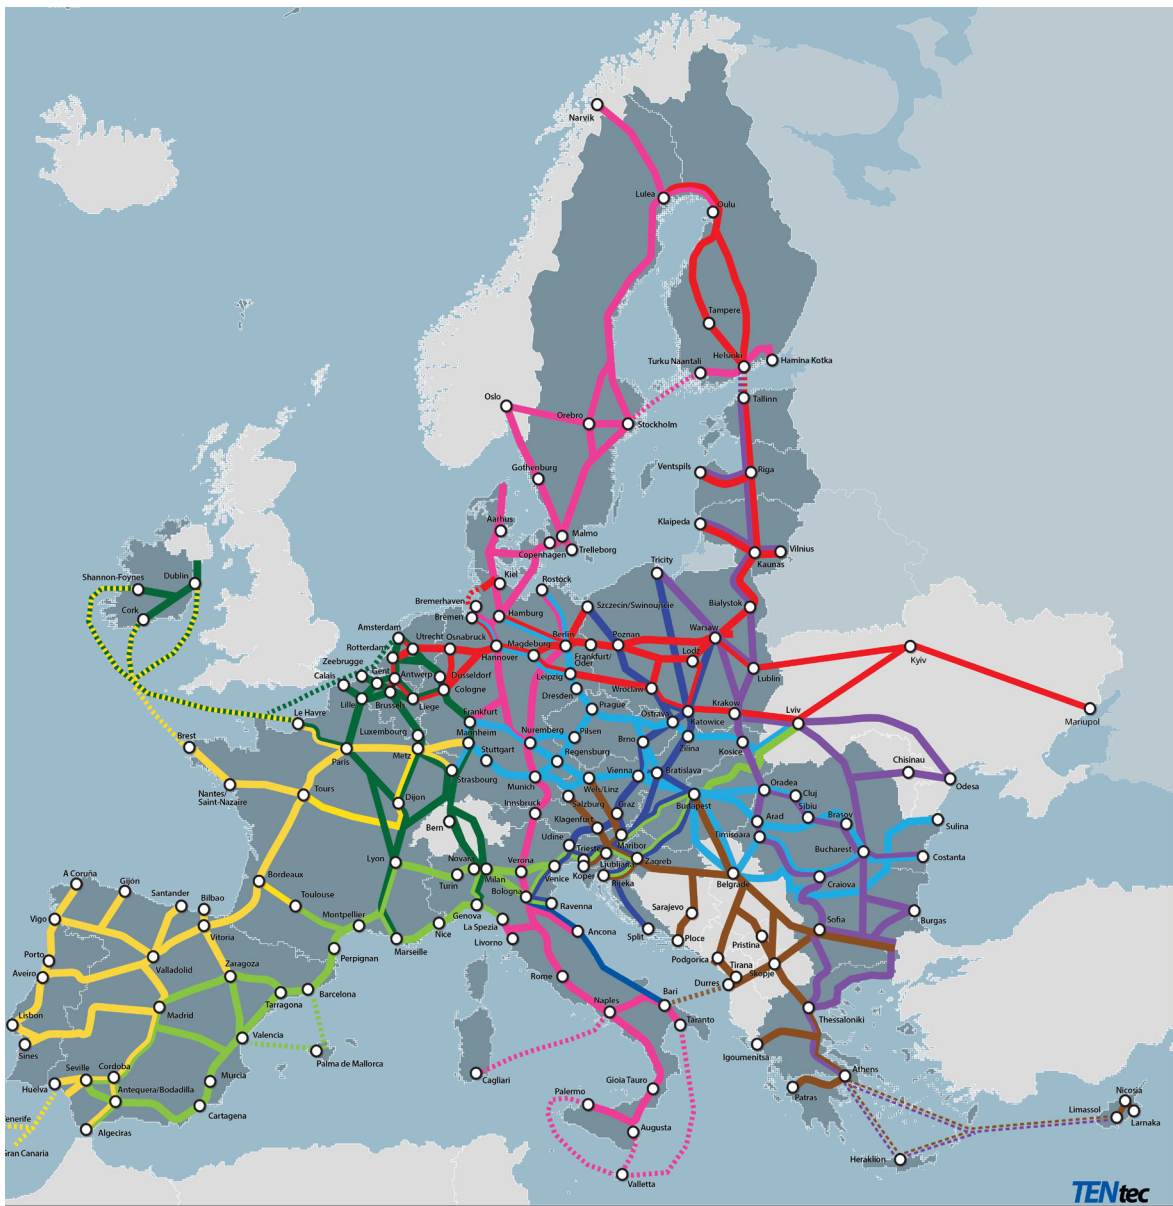 Narvik
Lulea
Oulu
Tampere
Helsinki
Turku Naantali
Hamina Kotka
Oslo
Orebro
Stockholm
Tallinn
Gothenburg
Ventspils
Riga
Aarhus
Malmo
Klaipeda
Copenhagen
Trelleborg
Vilnius
Kaunas
Tricity
Shannon-Foynes
Dublin
Kiel
Rostock
Cork
Bremerhaven
Szczecin/Swinoujscie
Bialystok
Bremen
Hamburg
Amsterdam
Utrecht
Osnabruck
Magdeburg
Berlin
Poznan
Warsaw
Rotterdam
Hannover
Frankfurt/
Oder
Lodz
Kyiv
Zeebrugge
Gent
Antwerp
Düsseldorf
Leipzig
Lublin
Calais
Cologne
Dresden
Wroclaw
Lille
Brussels
Liege
Prague
Krakow
Lviv
Mariupol
Le Havre
Frankfurt
Ostrava
Katowice
Brest
Luxembourg
Mannheim
Nuremberg
Pilsen
Brno
Zilina
Kosice
Paris
Metz
Stuttgart
Regensburg
Chisinau
Strasbourg
Munich
Vienna
Bratislava
Odesa
Nantes/
Saint-Nazaire
Tours
Dijon
Wels/Linz
Oradea
Cluj
Innsbruck
Salzburg
Graz
Budapest
Sibiu
Bern
Klagenfurt
Arad
Brasov
Sulina
Udine
Maribor
Timisoara
Lyon
Novara
Verona
Trieste
Ljubljana
Zagreb
Bucharest
Costanta
Turin
Milan
Venice
Koper
Rijeka
Belgrade
Craiova
A Coruña
Gijón
Santander
Bilbao
Bordeaux
Toulouse
Bologna
Ravenna
Sarajevo
Vigo
Vitoria
Montpellier
Genova
La Spezia
Nice
Livorno
Ancona
Split
Ploce
Sofia
Burgas
Marseille
Pristina
Porto
Valladolid
Zaragoza
Perpignan
Podgorica
Tirana
Skopje
Aveiro
Rome
Durres
Tarragona
Barcelona
Naples
Bari
Lisbon
Madrid
Taranto
Thessaloniki
Sines
Valencia
Palma de Mallorca
Igoumenitsa
Seville
Cordoba
Cagliari
Gioia Tauro
Athens
Huelva
Antequera/Bobadilla
Murcia
Palermo
Patras
Nicosia
Cartagena
Limassol
Larnaka
Algeciras
Augusta
Gran Canaria
Heraklion
Valletta
TENtec